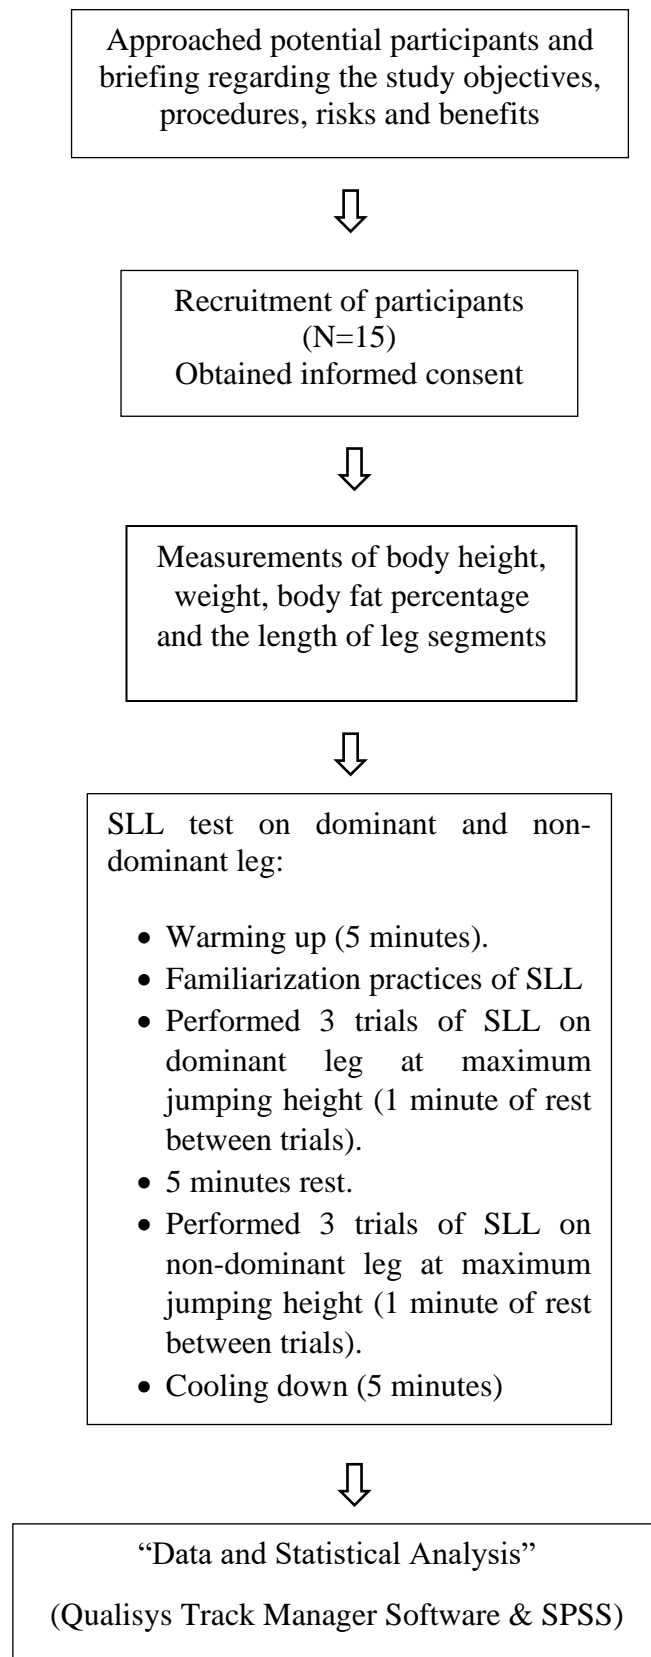 Approached potential participants and
briefing regarding the study objectives,
procedures, risks and benefits
Recruitment of participants
(N=15)
Obtained informed consent
Measurements of body height,
weight, body fat percentage
and the length of leg segments
SLL test on dominant and non-
dominant leg:
• Warming up (5 minutes).
• Familiarization practices of SLL
• Performed 3 trials of SLL on
dominant leg at maximum
jumping height (1 minute of rest
between trials).
• 5 minutes rest.
• Performed 3 trials of SLL on
non-dominant leg at maximum
jumping height (1 minute of rest
between trials).
• Cooling down (5 minutes)
“Data and Statistical Analysis”
(Qualisys Track Manager Software & SPSS)